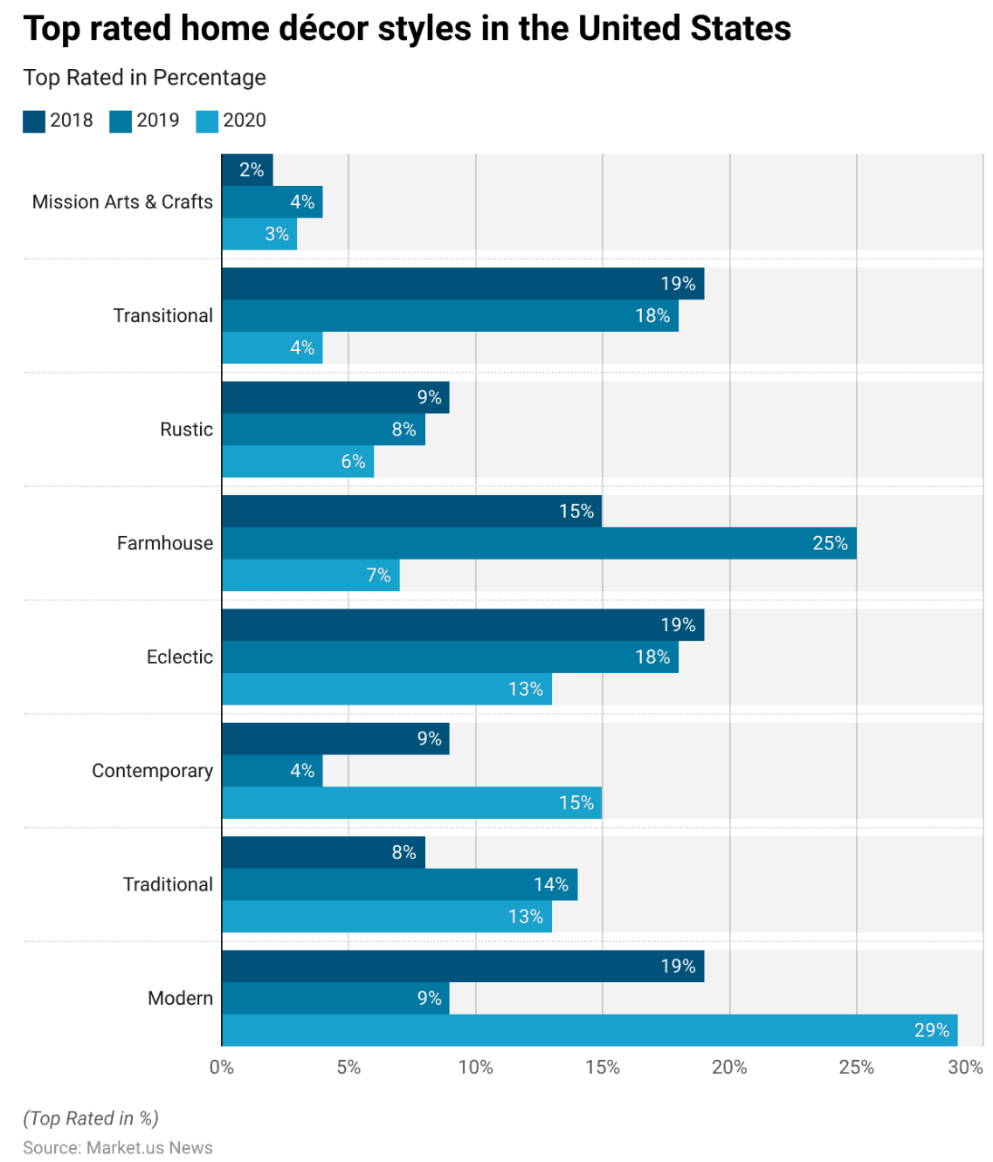 Top rated home décor styles in the United States
Top Rated in Percentage
2018 2019 2020
2%
Mission Arts & Crafts 4%
3%
19%
Transitional 18%
4%
9%
Rustic 8%
6%
15%
Farmhouse 25%
7%
19%
Eclectic 18%
13%
9%
Contemporary 4%
15%
8%
Traditional 14%
13%
19%
Modern 9%
29%
0% 5% 10% 15% 20% 25% 30%
(Top Rated in %)
Source: Market.us News